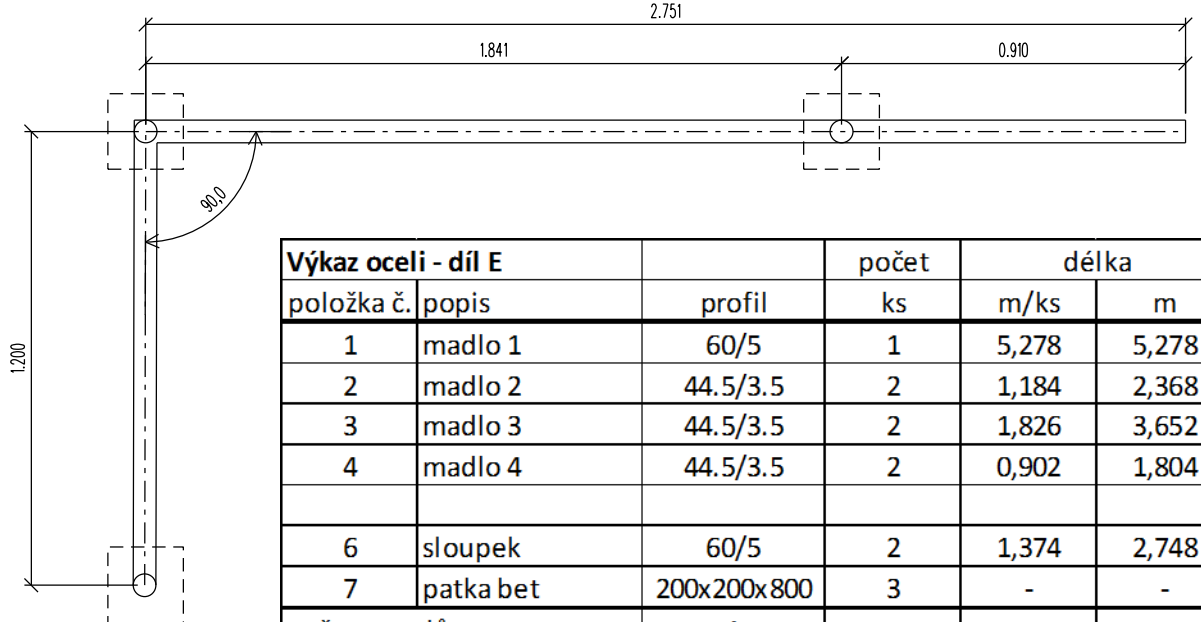 2.751
1.841 0.910
90,0
1.200
Výkaz oceli - díl E počet délka
položka č. popis profil ks m/ks m
1 madlo 1 60/5 1 5,278 5,278
2 madlo 2 44.5/3.5 2 1,184 2,368
3 madlo 3 44.5/3.5 2 1,826 3,652
4 madlo 4 44.5/3.5 2 0,902 1,804
6 sloupek 60/5 2 1,374 2,748
7 patka bet 200x200x800 3 - -